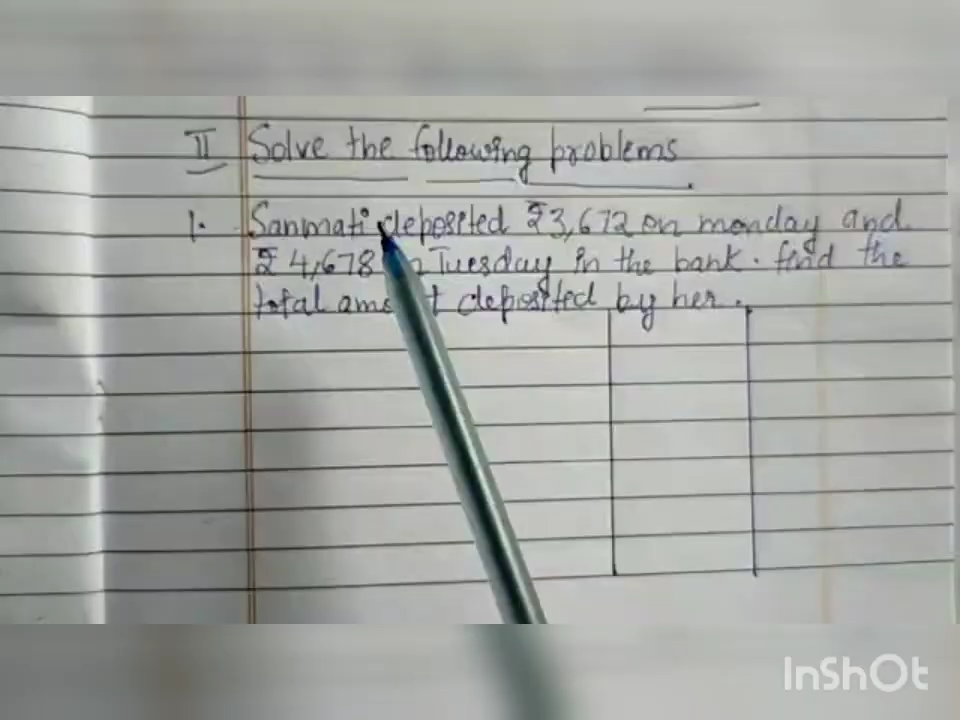 II Solve the following problems
1. Sanmati deposited ₹3,672 on monday and
₹ 4,678 Tuesday in the bank. find the
total deposited by her.
InShOt